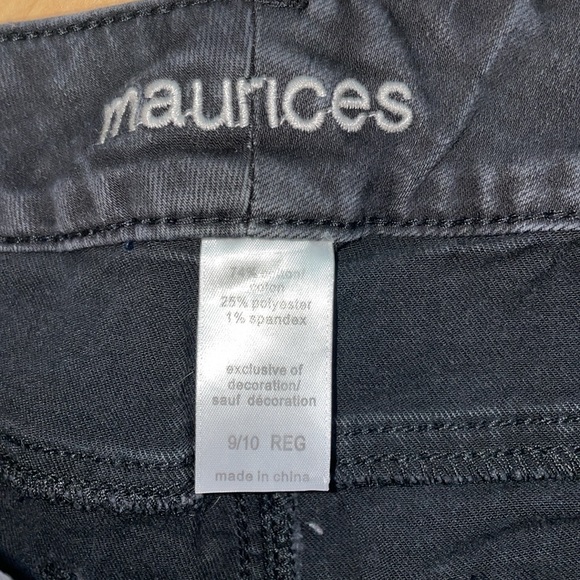 maurices
74% cotton/
coton
25% polyester
1% spandex
exclusive of
decoration/
sauf décoration
9/10 REG
made in china